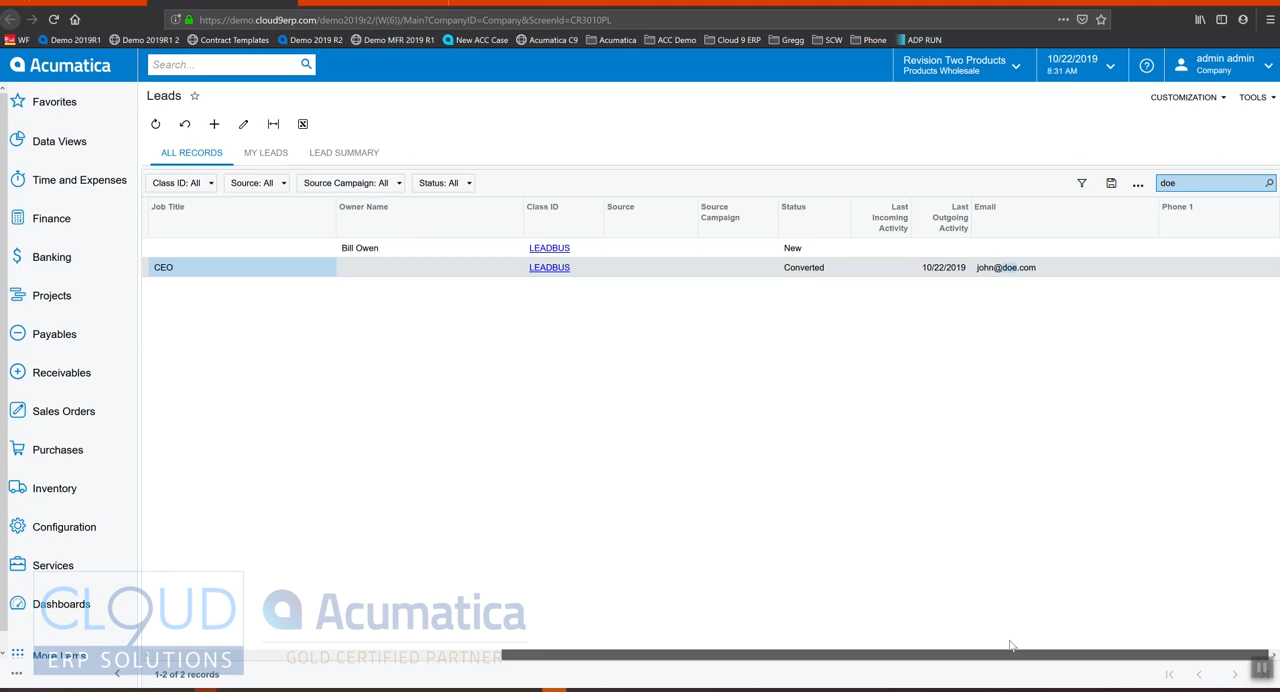 https://demo.cloud9erp.com/demo2019r2/(W(6))/Main?CompanyID=Company&ScreenId=CR3010PL
WF Demo 2019R1 Demo 2019R1 2 Contract Templates Demo 2019 R2 Demo MFR 2019 R1 New ACC Case Acumatica C9 Acumatica ACC Demo Cloud 9 ERP Gregg SCW Phone ADP RUN
Acumatica
Search...
Revision Two Products
Products Wholesale
10/22/2019
8:31 AM
admin admin
Company
Favorites
Data Views
Time and Expenses
Finance
Banking
Projects
Payables
Receivables
Sales Orders
Purchases
Inventory
Configuration
Services
Dashboards
More Items
Leads
CUSTOMIZATION TOOLS
ALL RECORDS MY LEADS LEAD SUMMARY
Class ID: All Source: All Source Campaign: All Status: All doe
Job Title Owner Name Class ID Source Source Campaign Status Last Incoming Activity Last Outgoing Activity Email Phone 1
Bill Owen LEADBUS New
CEO LEADBUS Converted 10/22/2019 john@doe.com
CLOUD9
ERP SOLUTIONS
Acumatica
GOLD CERTIFIED PARTNER
1-2 of 2 records